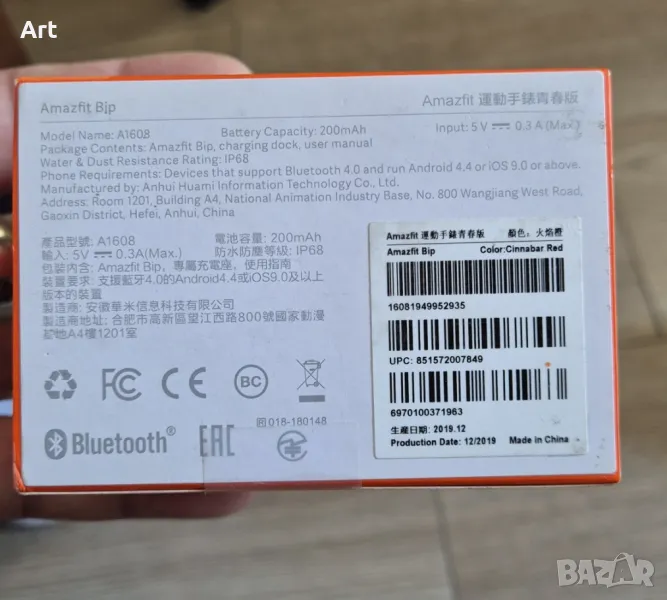 Art
Amazfit Bip
Amazfit 運動手錶青春版
Model Name: A1608 Battery Capacity: 200mAh Input: 5V ⎓ 0.3A(Max.)
Package Contents: Amazfit Bip, charging dock, user manual
Water & Dust Resistance Rating: IP68
Phone Requirements: Devices that support Bluetooth 4.0 and run Android 4.4 or iOS 9.0 or above.
Manufactured by: Anhui Huami Information Technology Co., Ltd.
Address: Room 1201, Building A4, National Animation Industry Base, No. 800 Wangjiang West Road,
Gaoxin District, Hefei, Anhui, China
產品型號: A1608 電池容量: 200mAh
輸入: 5V ⎓ 0.3A(Max.) 防水防塵等級: IP68
包裝內含: Amazfit Bip, 專屬充電座, 使用指南
裝置要求: 支援藍牙4.0的Android4.4或iOS9.0及以上
版本的裝置
製造商: 安徽華米信息科技有限公司
製造商地址: 合肥市高新區望江西路800號國家動漫
基地A4樓1201室
FC CE BC
Bluetooth® EAC
018-180148
Amazfit 運動手錶青春版 顏色: 火焰橙
Amazfit Bip Color:Cinnabar Red
16081949952935
UPC: 851572007849
6970100371963
生產日期: 2019.12
Production Date: 12/2019 Made in China
BAZAR